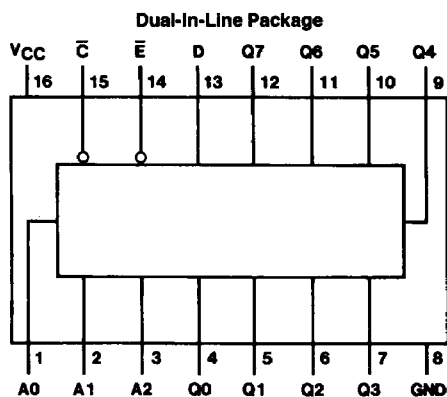 Dual-In-Line Package
VCC C̅ E̅ D Q7 Q6 Q5 Q4
16 15 14 13 12 11 10 9
1 2 3 4 5 6 7 8
A0 A1 A2 Q0 Q1 Q2 Q3 GND